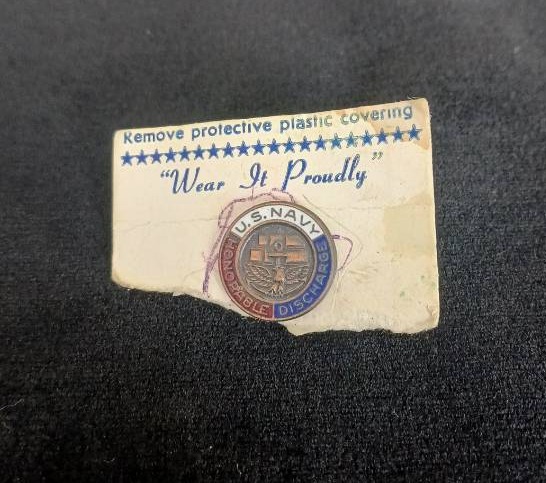 Remove protective plastic covering
"Wear It Proudly"
U.S. NAVY
HONORABLE DISCHARGE